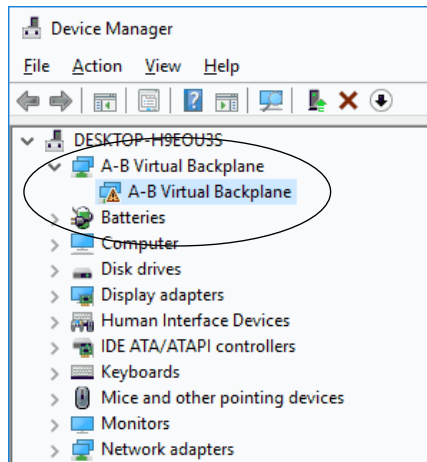 Device Manager
File Action View Help
DESKTOP-H9EOU3S
A-B Virtual Backplane
A-B Virtual Backplane
Batteries
Computer
Disk drives
Display adapters
Human Interface Devices
IDE ATA/ATAPI controllers
Keyboards
Mice and other pointing devices
Monitors
Network adapters